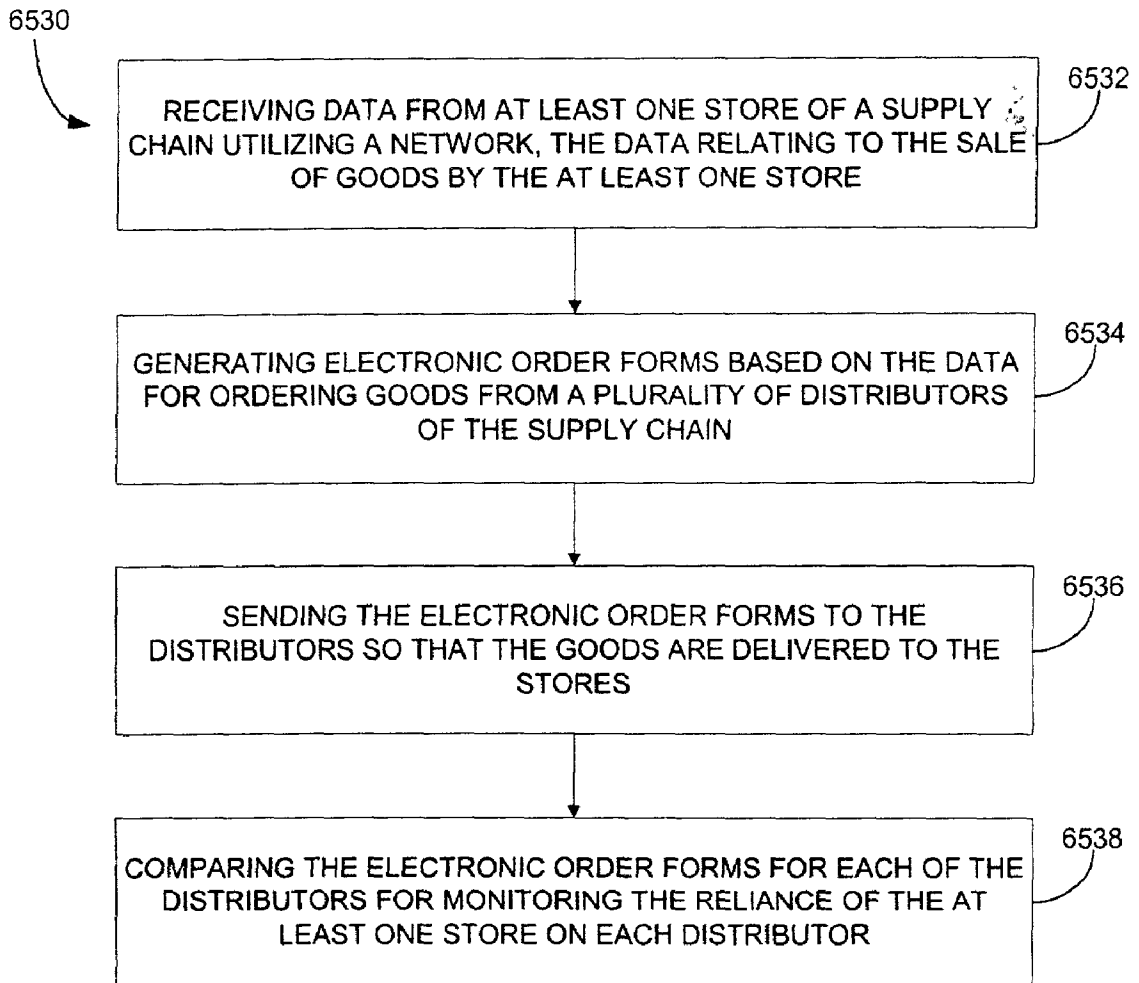 6530
6532
RECEIVING DATA FROM AT LEAST ONE STORE OF A SUPPLY
CHAIN UTILIZING A NETWORK, THE DATA RELATING TO THE SALE
OF GOODS BY THE AT LEAST ONE STORE
6534
GENERATING ELECTRONIC ORDER FORMS BASED ON THE DATA
FOR ORDERING GOODS FROM A PLURALITY OF DISTRIBUTORS
OF THE SUPPLY CHAIN
6536
SENDING THE ELECTRONIC ORDER FORMS TO THE
DISTRIBUTORS SO THAT THE GOODS ARE DELIVERED TO THE
STORES
6538
COMPARING THE ELECTRONIC ORDER FORMS FOR EACH OF THE
DISTRIBUTORS FOR MONITORING THE RELIANCE OF THE AT
LEAST ONE STORE ON EACH DISTRIBUTOR